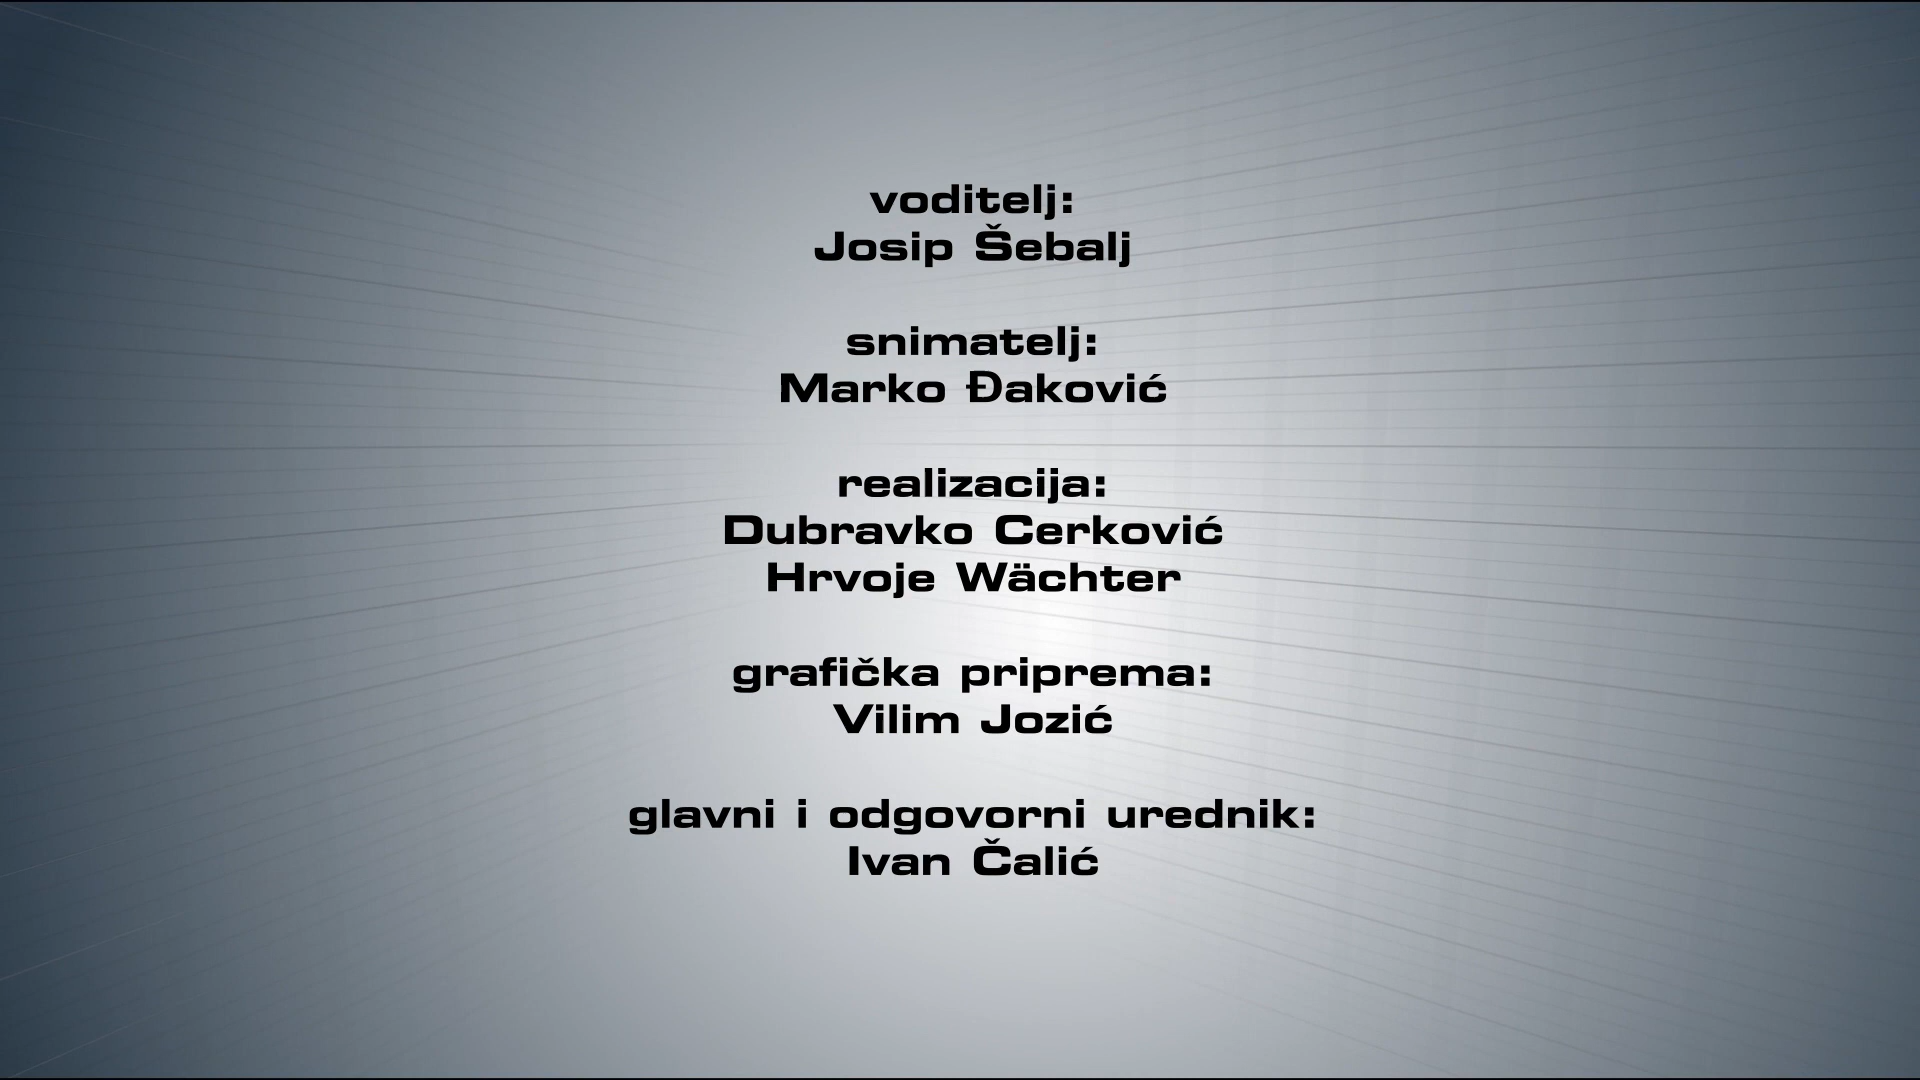 voditelj:
Josip Šebalj
snimatelj:
Marko Đaković
realizacija:
Dubravko Cerković
Hrvoje Wächter
grafička priprema:
Vilim Jozić
glavni i odgovorni urednik:
Ivan Čalić